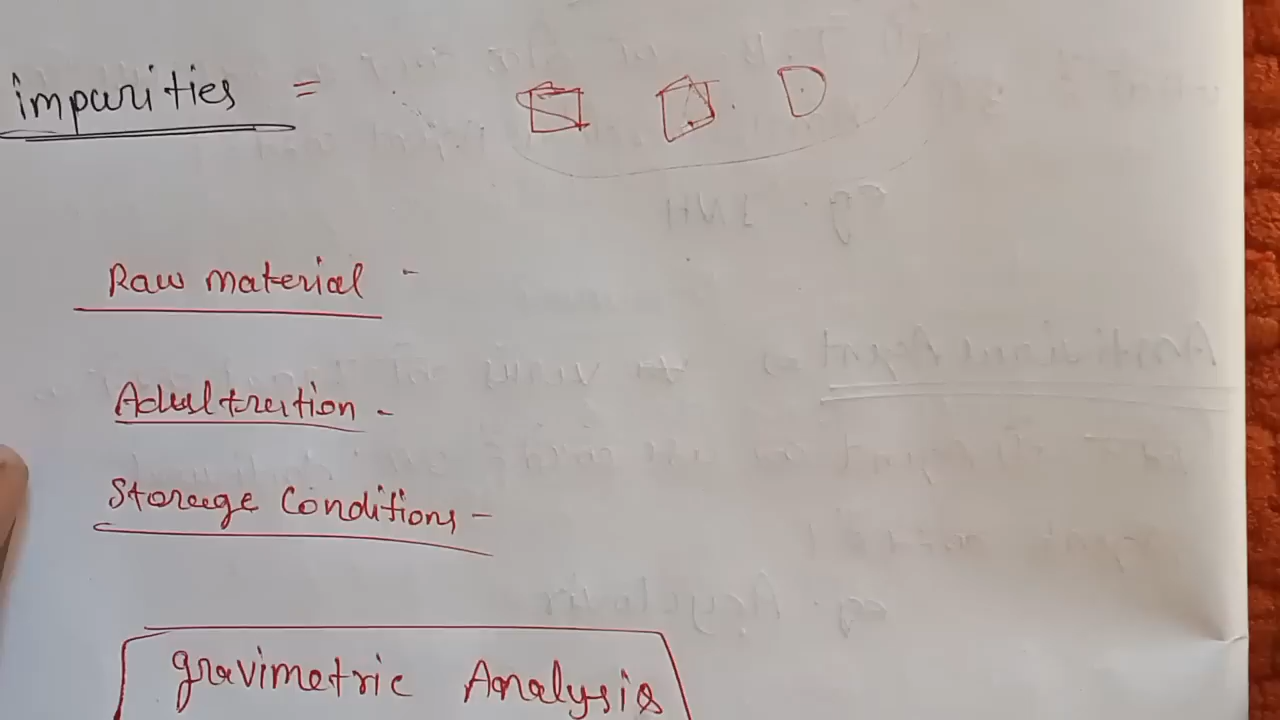 impurities =
S A D
Raw material -
Adultration -
Storage Conditions -
gravimetric Analysis